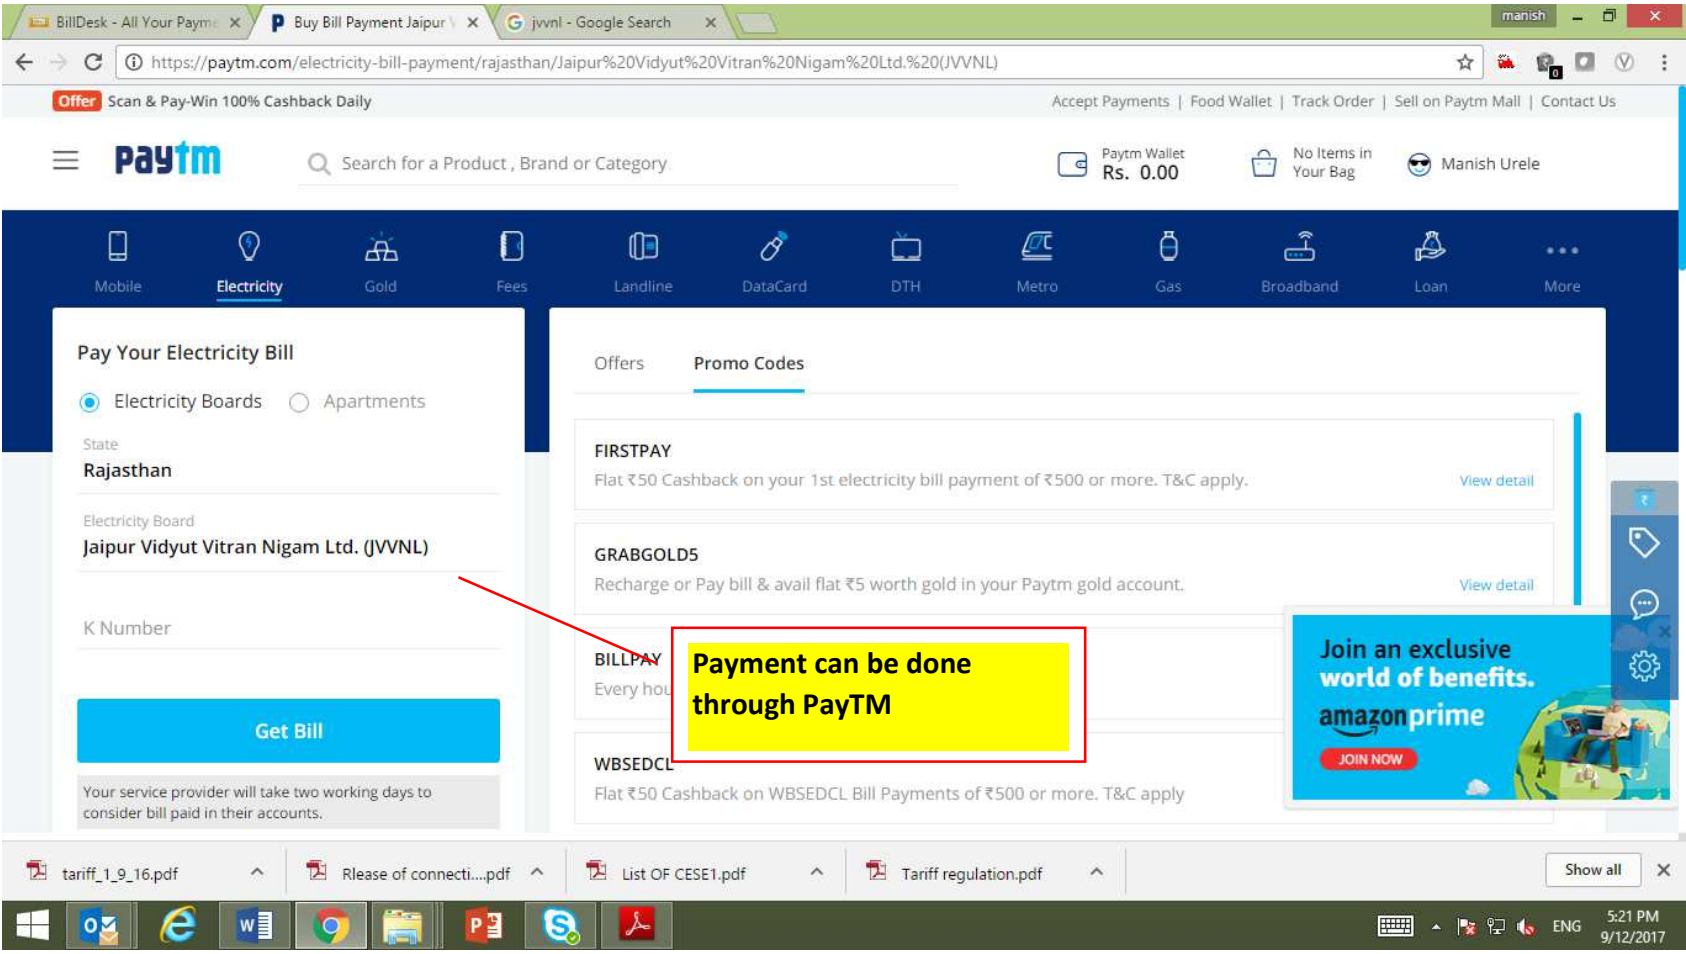 BillDesk - All Your Payme
Buy Bill Payment Jaipur V
jvvnl - Google Search
manish
https://paytm.com/electricity-bill-payment/rajasthan/Jaipur%20Vidyut%20Vitran%20Nigam%20Ltd.%20(JVVNL)
0
Offer Scan & Pay-Win 100% Cashback Daily
Accept Payments | Food Wallet | Track Order | Sell on Paytm Mall | Contact Us
paytm
Search for a Product , Brand or Category
Paytm Wallet
Rs. 0.00
No Items in
Your Bag
Manish Urele
Mobile Electricity Gold Fees Landline DataCard DTH Metro Gas Broadband Loan More
Pay Your Electricity Bill
Electricity Boards Apartments
State
Rajasthan
Electricity Board
Jaipur Vidyut Vitran Nigam Ltd. (JVVNL)
K Number
Get Bill
Your service provider will take two working days to
consider bill paid in their accounts.
Offers Promo Codes
FIRSTPAY
Flat ₹50 Cashback on your 1st electricity bill payment of ₹500 or more. T&C apply.
View detail
GRABGOLD5
Recharge or Pay bill & avail flat ₹5 worth gold in your Paytm gold account.
View detail
BILLPAY
Every hou
Payment can be done
through PayTM
WBSEDCL
Flat ₹50 Cashback on WBSEDCL Bill Payments of ₹500 or more. T&C apply
Join an exclusive
world of benefits.
amazon prime
JOIN NOW
tariff_1_9_16.pdf
Rlease of connecti....pdf
List OF CESE1.pdf
Tariff regulation.pdf
Show all
ENG
5:21 PM
9/12/2017